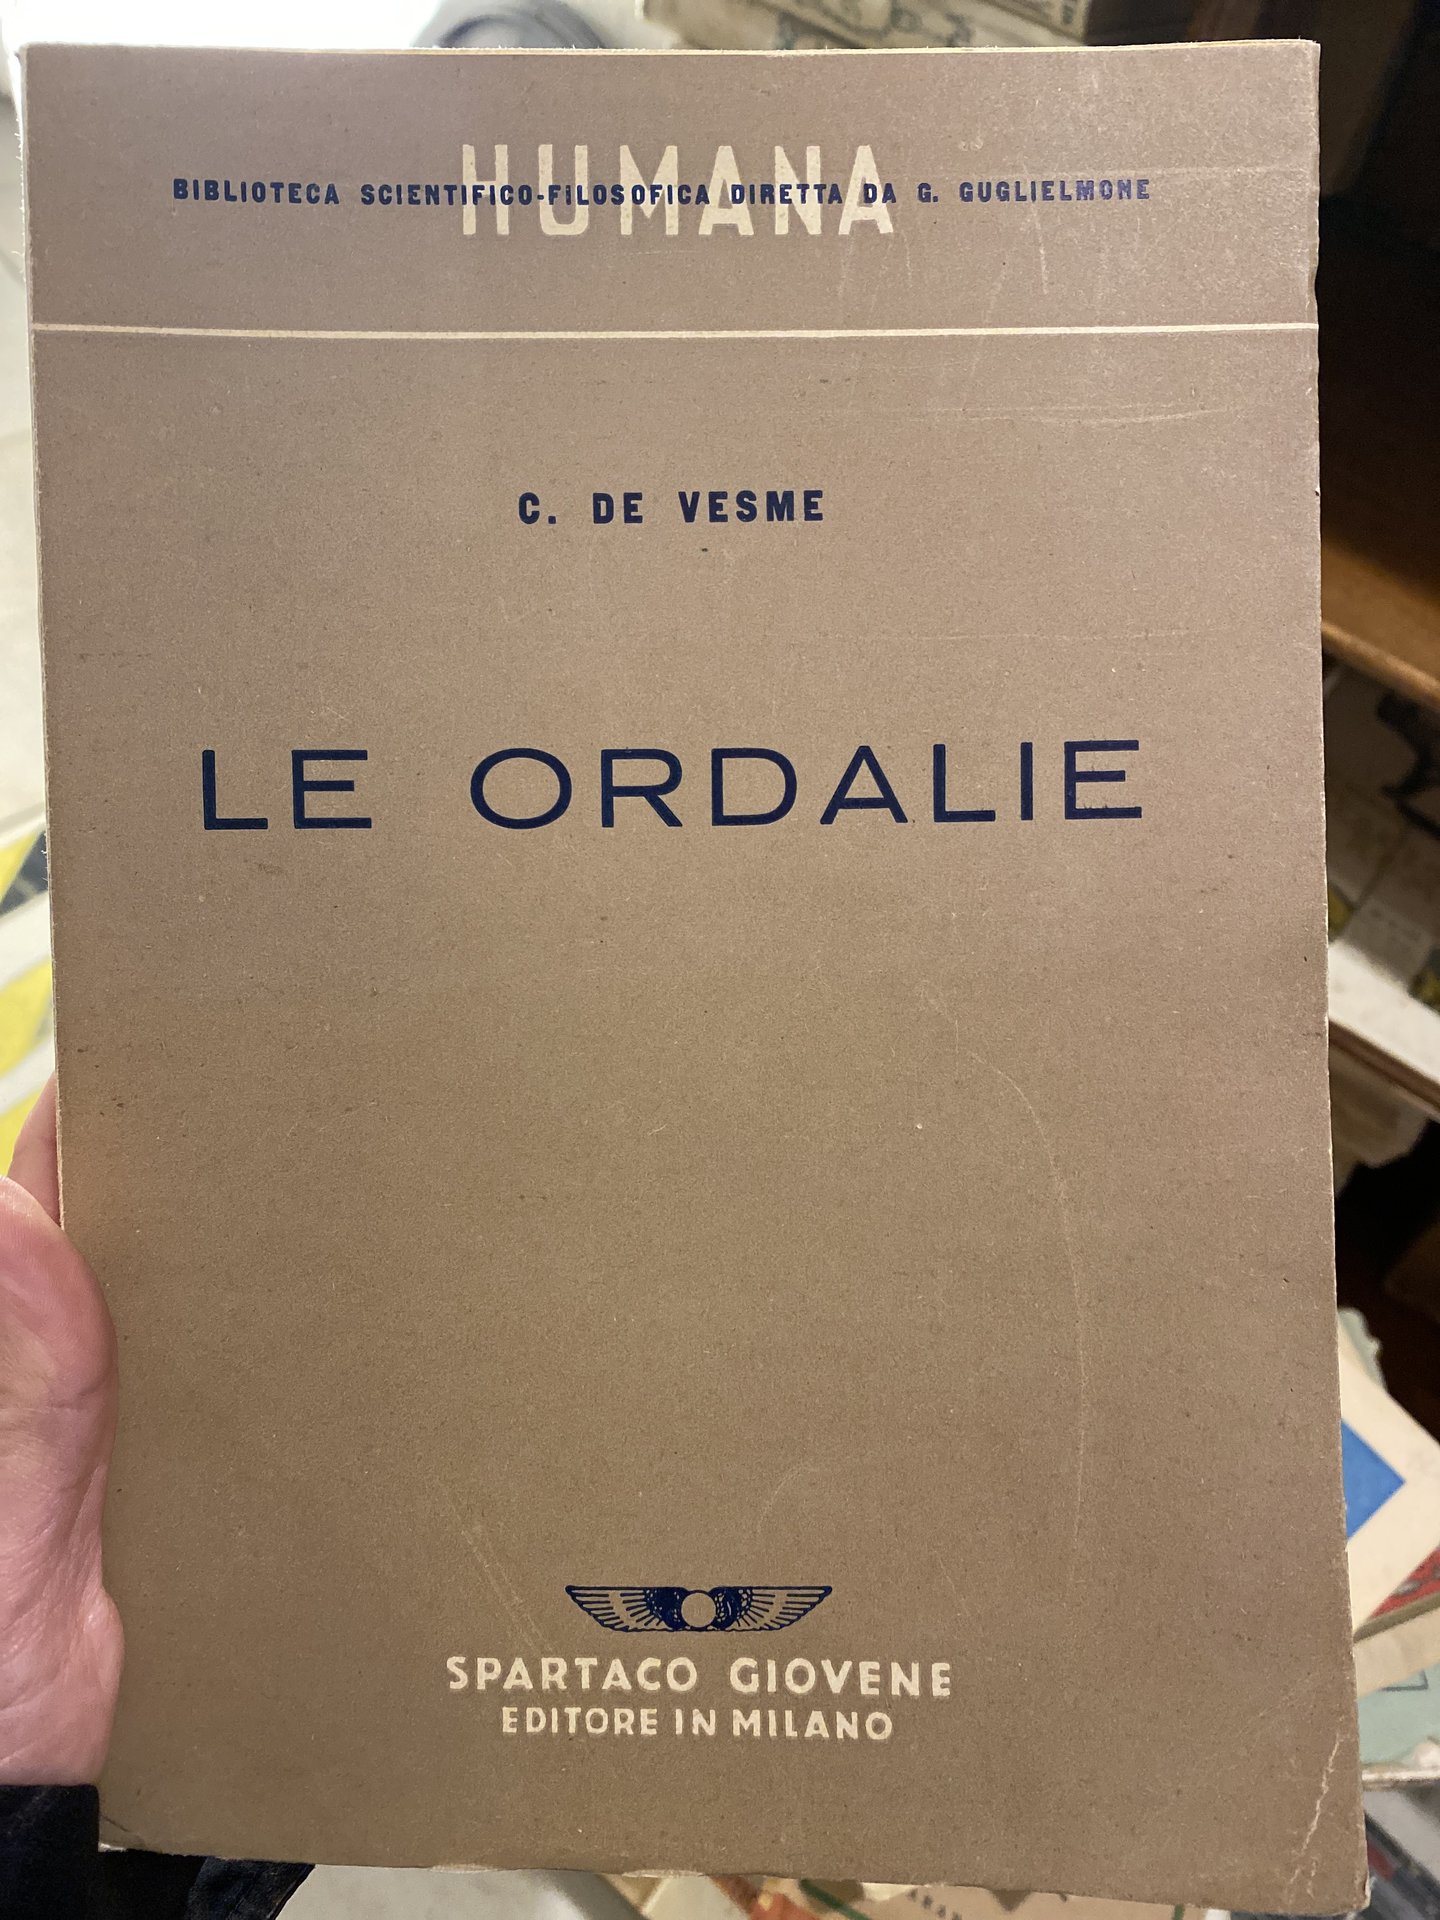 HUMANA
BIBLIOTECA SCIENTIFICO-FILOSOFICA DIRETTA DA G. GUGLIELMONE
C. DE VESME
LE ORDALIE
SPARTACO GIOVENE
EDITORE IN MILANO